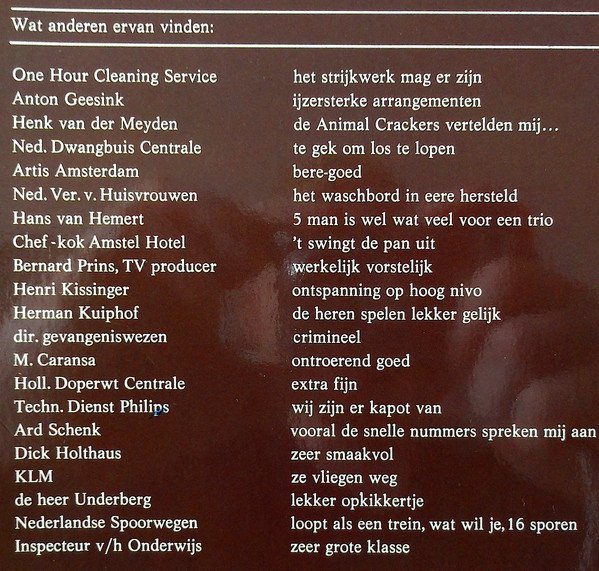 Wat anderen ervan vinden:
One Hour Cleaning Service het strijkwerk mag er zijn
Anton Geesink ijzersterke arrangementen
Henk van der Meyden de Animal Crackers vertelden mij...
Ned. Dwangbuis Centrale te gek om los te lopen
Artis Amsterdam bere-goed
Ned. Ver. v. Huisvrouwen het waschbord in eere hersteld
Hans van Hemert 5 man is wel wat veel voor een trio
Chef-kok Amstel Hotel 't swingt de pan uit
Bernard Prins, TV producer werkelijk vorstelijk
Henri Kissinger ontspanning op hoog nivo
Herman Kuiphof de heren spelen lekker gelijk
dir. gevangeniswezen crimineel
M. Caransa ontroerend goed
Holl. Doperwt Centrale extra fijn
Techn. Dienst Philips wij zijn er kapot van
Ard Schenk vooral de snelle nummers spreken mij aan
Dick Holthaus zeer smaakvol
KLM ze vliegen weg
de heer Underberg lekker opkikkertje
Nederlandse Spoorwegen loopt als een trein, wat wil je, 16 sporen
Inspecteur v/h Onderwijs zeer grote klasse